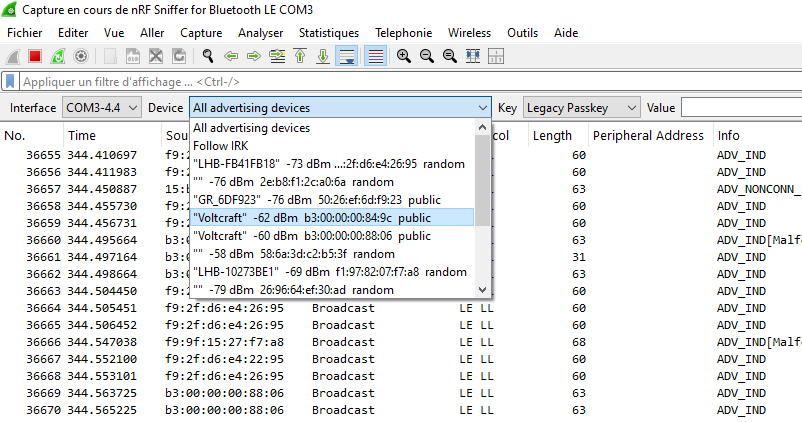 Capture en cours de nRF Sniffer for Bluetooth LE COM3
Fichier Editer Vue Aller Capture Analyser Statistiques Telephonie Wireless Outils Aide
Appliquer un filtre d'affichage ... <Ctrl-/>
Interface COM3-4.4 Device All advertising devices Key Legacy Passkey Value
No. Time Sou col Length Peripheral Address Info
All advertising devices
Follow IRK
"LHB-FB41FB18" -73 dBm ...:2f:d6:e4:26:95 random
"" -76 dBm 2e:b8:f1:2c:a0:6a random
"GR_6DF923" -76 dBm 50:26:ef:6d:f9:23 public
"Voltcraft" -62 dBm b3:00:00:00:84:9c public
"Voltcraft" -60 dBm b3:00:00:00:88:06 public
"" -58 dBm 58:6a:3d:c2:b5:3f random
"LHB-10273BE1" -69 dBm f1:97:82:07:f7:a8 random
"" -79 dBm 26:96:64:ef:30:ad random
36655 344.410697 f9:2 60 ADV_IND
36656 344.411983 f9:2 60 ADV_IND
36657 344.450887 15:b 63 ADV_NONCONN_
36658 344.455730 f9:2 60 ADV_IND
36659 344.456731 f9:2 60 ADV_IND
36660 344.495664 b3:0 63 ADV_IND[Malf
36661 344.497164 b3:0 31 ADV_IND
36662 344.498664 b3:0 63 ADV_IND
36663 344.504450 f9:2 60 ADV_IND
36664 344.505451 f9:2f:d6:e4:26:95 Broadcast LE LL 60 ADV_IND
36665 344.506452 f9:2f:d6:e4:26:95 Broadcast LE LL 60 ADV_IND
36666 344.547038 f9:9f:15:27:f7:a8 Broadcast LE LL 68 ADV_IND[Malf
36667 344.552100 f9:2f:d6:e4:22:95 Broadcast LE LL 60 ADV_IND
36668 344.553101 f9:2f:d6:e4:26:95 Broadcast LE LL 60 ADV_IND
36669 344.563725 b3:00:00:00:88:06 Broadcast LE LL 63 ADV_IND
36670 344.565225 b3:00:00:00:88:06 Broadcast LE LL 63 ADV_IND